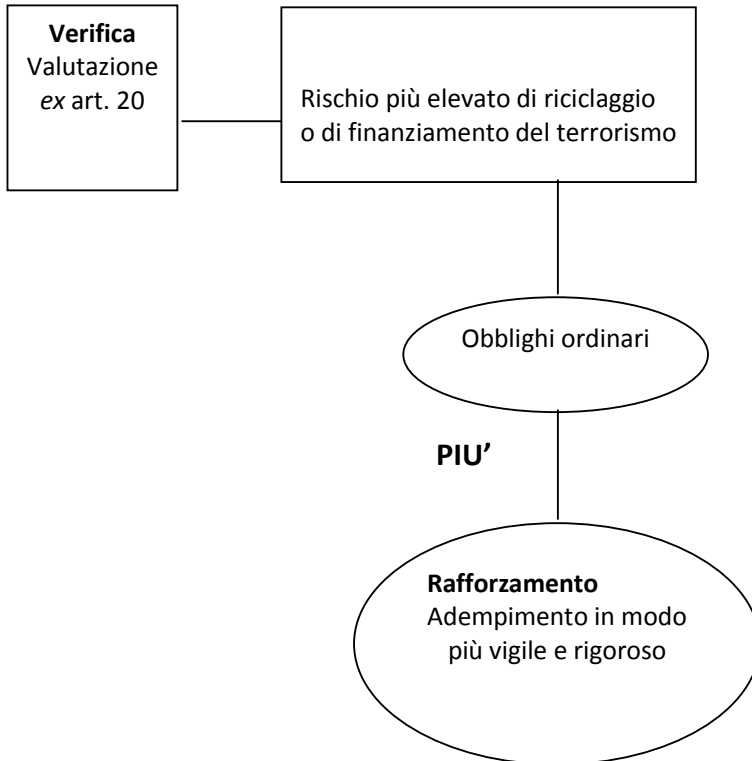 Verifica
Valutazione
ex art. 20
Rischio più elevato di riciclaggio
o di finanziamento del terrorismo
Obblighi ordinari
PIU’
Rafforzamento
Adempimento in modo
più vigile e rigoroso